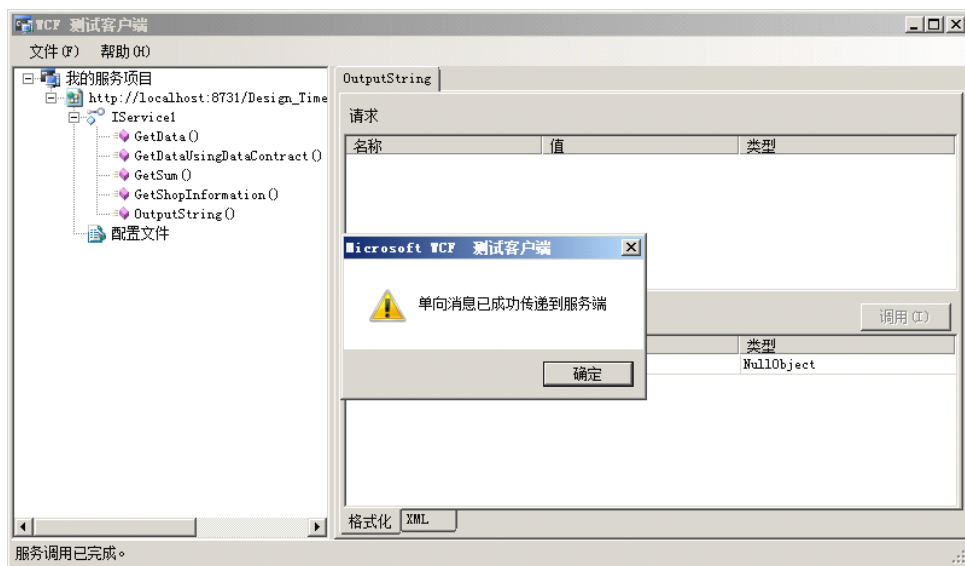 WCF 测试客户端
文件(F) 帮助(H)
我的服务项目
http://localhost:8731/Design_Time
IService1
GetData()
GetDataUsingDataContract()
GetSum()
GetShopInformation()
OutputString()
配置文件
OutputString
请求
名称 值 类型
Microsoft WCF 测试客户端
单向消息已成功传递到服务端
确定
调用(I)
类型
NullObject
格式化 XML
服务调用已完成。